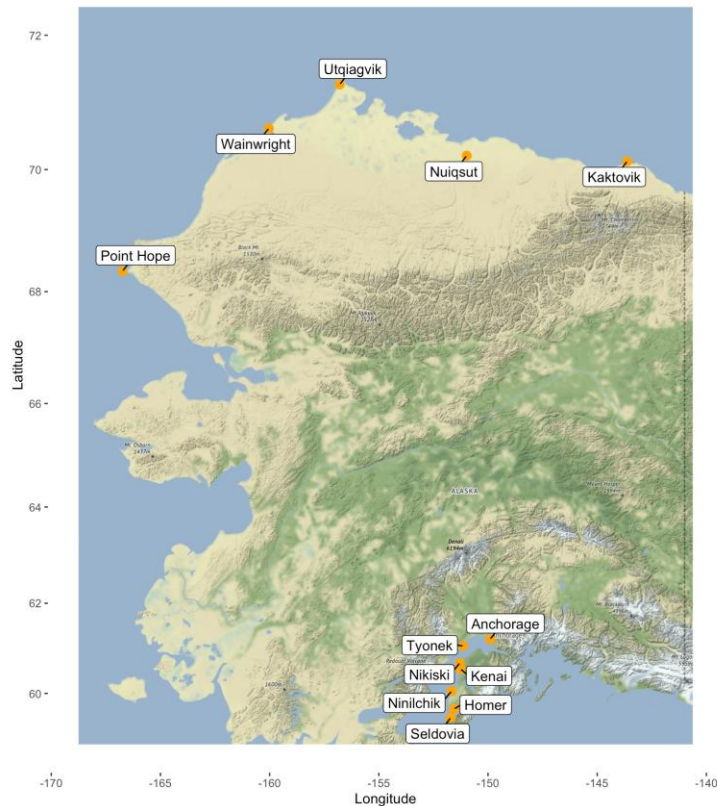 72
Utqiagvik
Wainwright
Nuiqsut
Kaktovik
70
Point Hope
68
Latitude
66
64
ALASKA
Denali
62
Anchorage
Tyonek
Nikiski
Kenai
60
Ninilchik
Homer
Seldovia
-170
-165
-160
-155
-150
-145
-140
Longitude